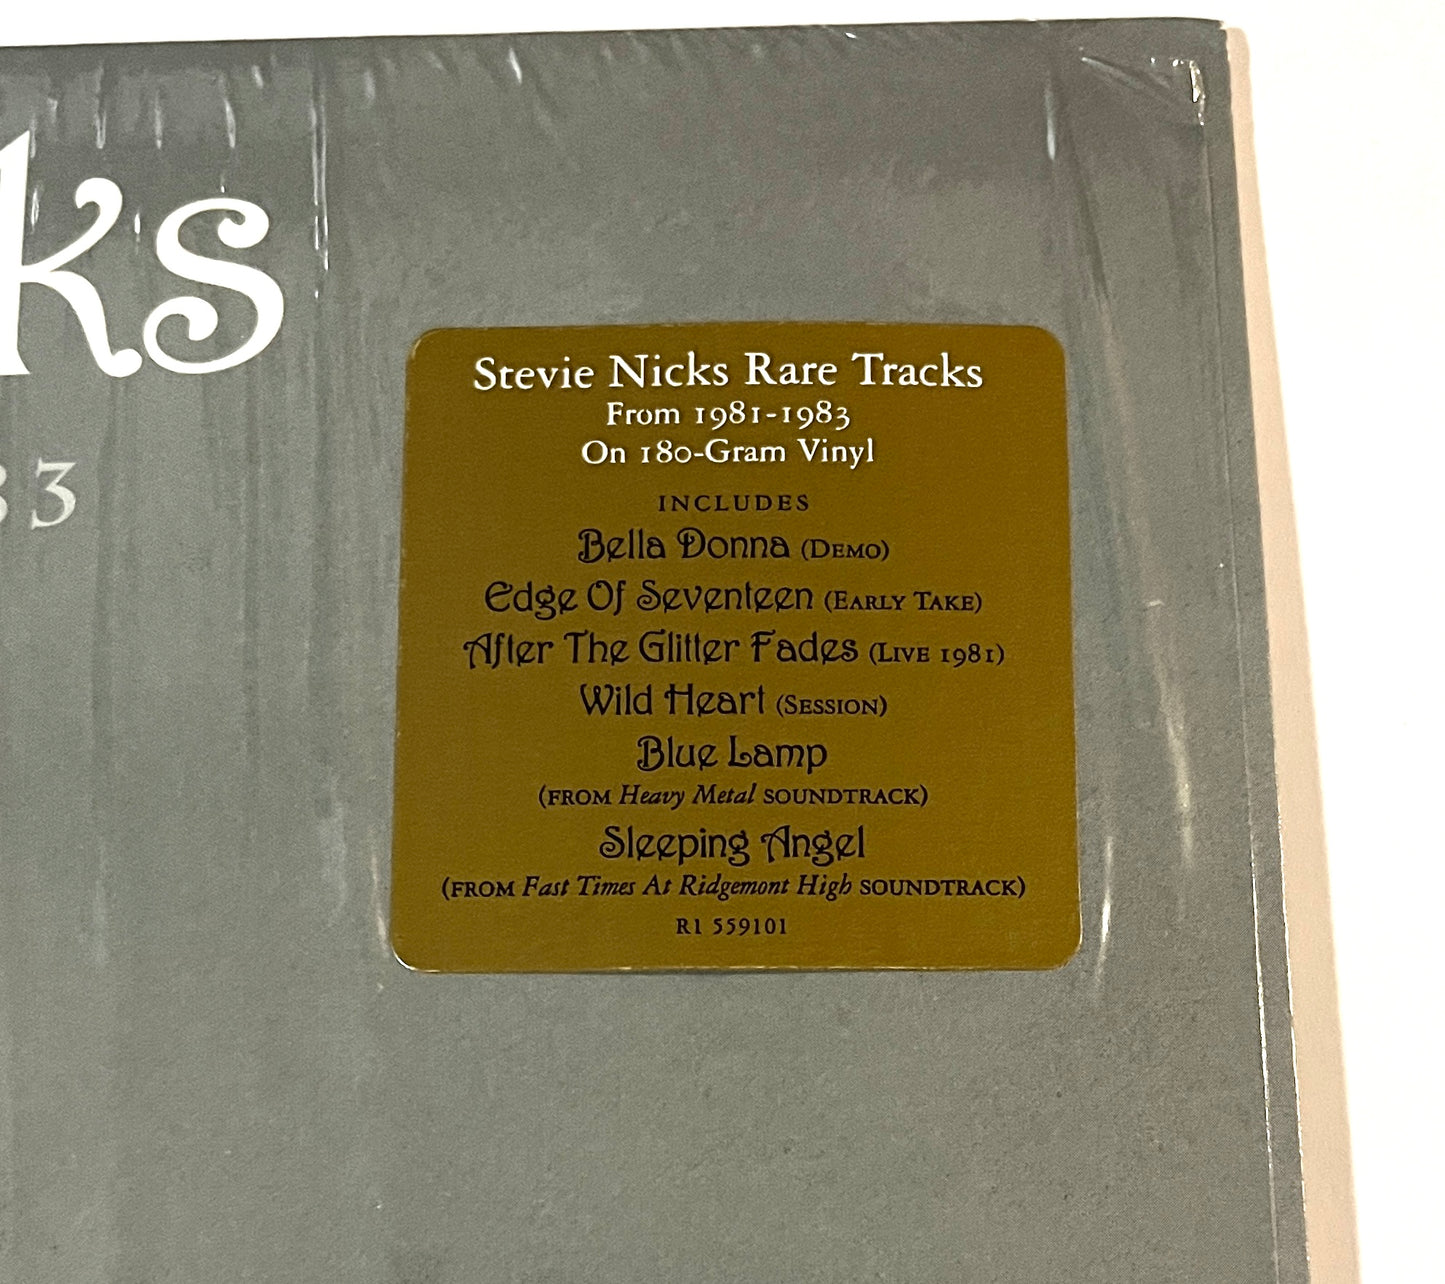 ks
83
Stevie Nicks Rare Tracks
From 1981-1983
On 180-Gram Vinyl
INCLUDES
Bella Donna (Demo)
Edge Of Seventeen (Early Take)
After The Glitter Fades (Live 1981)
Wild Heart (Session)
Blue Lamp
(from Heavy Metal soundtrack)
Sleeping Angel
(from Fast Times At Ridgemont High soundtrack)
R1 559101